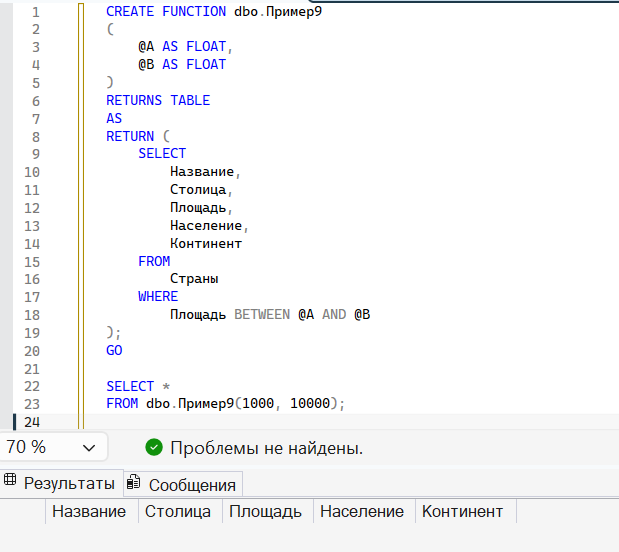 1 CREATE FUNCTION dbo.Пример9
2 (
3 @A AS FLOAT,
4 @B AS FLOAT
5 )
6 RETURNS TABLE
7 AS
8 RETURN (
9 SELECT
10 Название,
11 Столица,
12 Площадь,
13 Население,
14 Континент
15 FROM
16 Страны
17 WHERE
18 Площадь BETWEEN @A AND @B
19 );
20 GO
21
22 SELECT *
23 FROM dbo.Пример9(1000, 10000);
24
70 % Проблемы не найдены.
Результаты Сообщения
Название Столица Площадь Население Континент